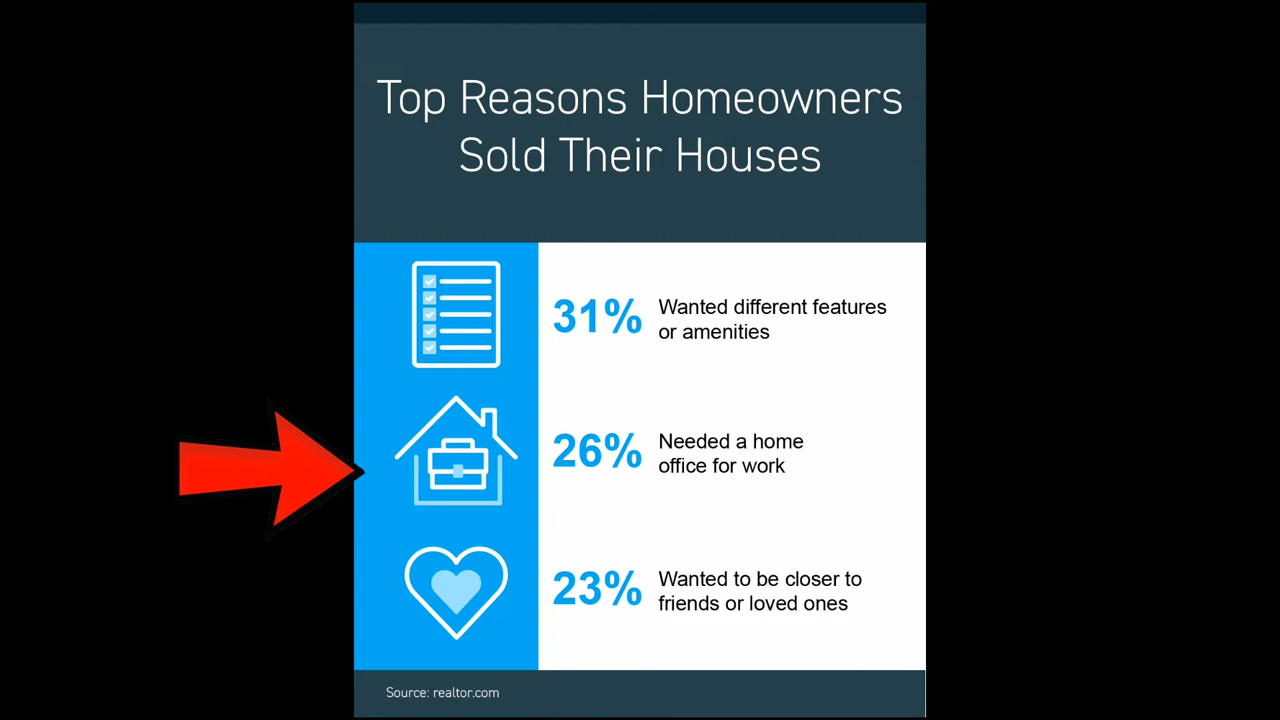 Top Reasons Homeowners
Sold Their Houses
31% Wanted different features
or amenities
26% Needed a home
office for work
23% Wanted to be closer to
friends or loved ones
Source: realtor.com